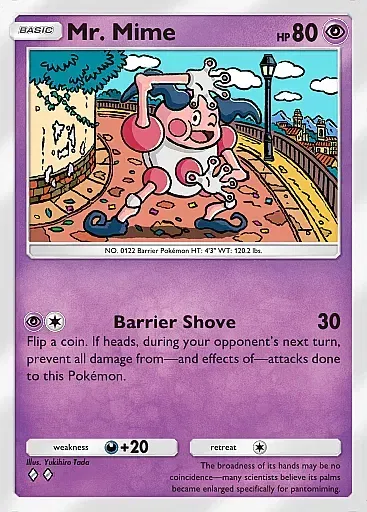 BASIC Mr. Mime HP 80
NO. 0122 Barrier Pokémon HT: 4'3" WT: 120.2 lbs.
Barrier Shove 30
Flip a coin. If heads, during your opponent's next turn,
prevent all damage from—and effects of—attacks done
to this Pokémon.
weakness +20 retreat
Illus. Yukihiro Tada
The broadness of its hands may be no
coincidence—many scientists believe its palms
became enlarged specifically for pantomiming.